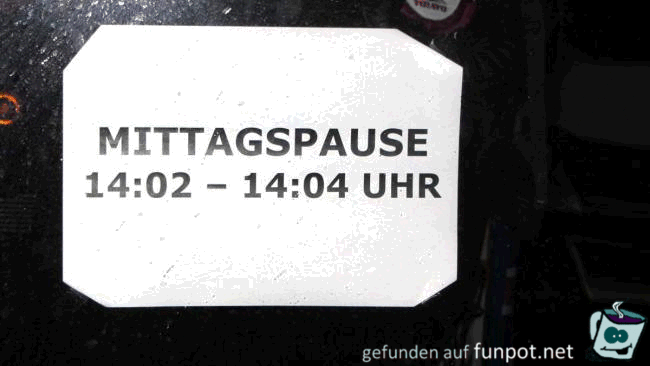 MITTAGSPAUSE
14:02 – 14:04 UHR
gefunden auf funpot.net